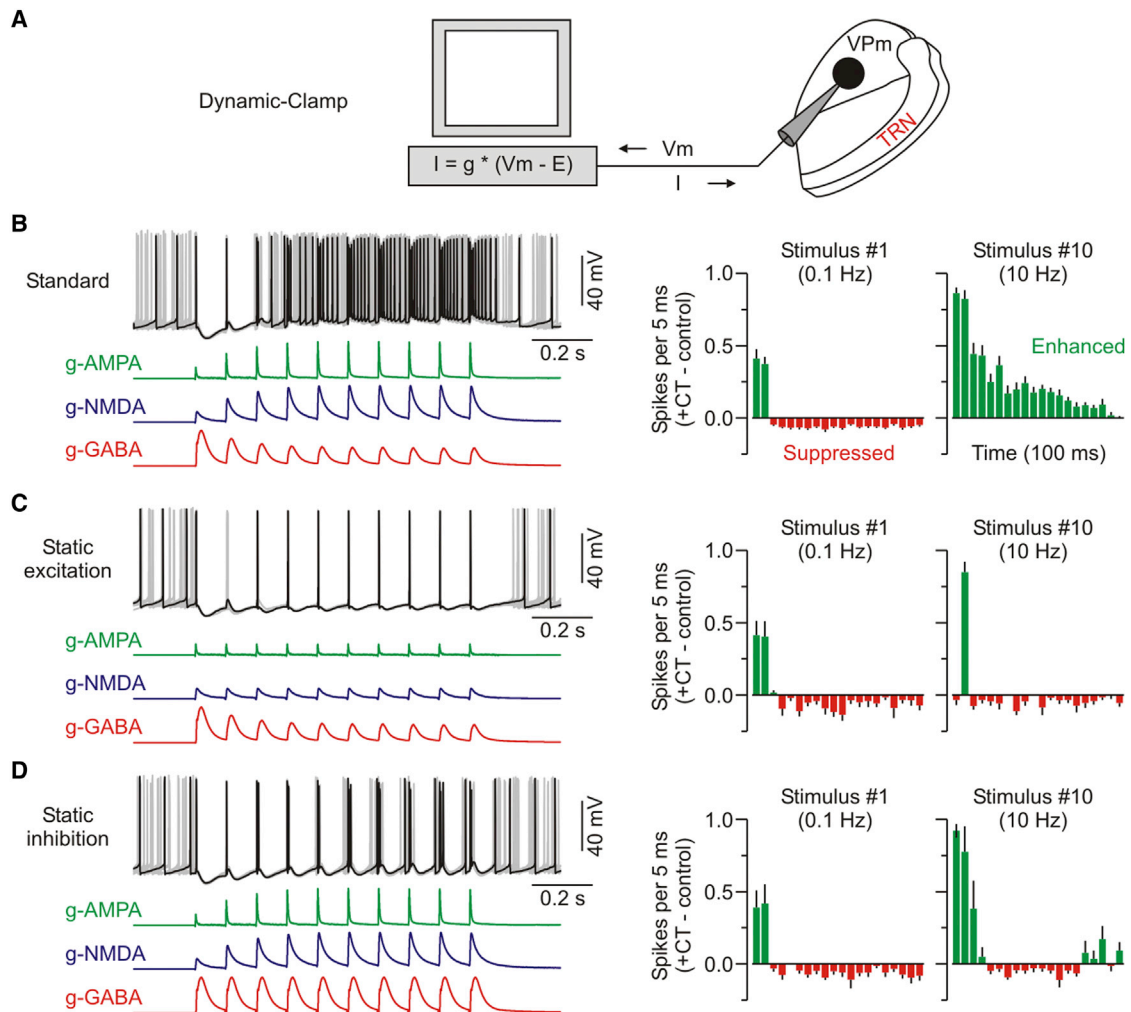 A
Dynamic-Clamp
I = g * (Vm - E)
Vm
I
VPm
TRN
B
Standard
40 mV
0.2 s
g-AMPA
g-NMDA
g-GABA
Stimulus #1
(0.1 Hz)
Stimulus #10
(10 Hz)
Spikes per 5 ms
(+CT - control)
1.0
0.5
0.0
Enhanced
Suppressed
Time (100 ms)
C
Static
excitation
40 mV
0.2 s
g-AMPA
g-NMDA
g-GABA
Stimulus #1
(0.1 Hz)
Stimulus #10
(10 Hz)
Spikes per 5 ms
(+CT - control)
1.0
0.5
0.0
D
Static
inhibition
40 mV
0.2 s
g-AMPA
g-NMDA
g-GABA
Stimulus #1
(0.1 Hz)
Stimulus #10
(10 Hz)
Spikes per 5 ms
(+CT - control)
1.0
0.5
0.0